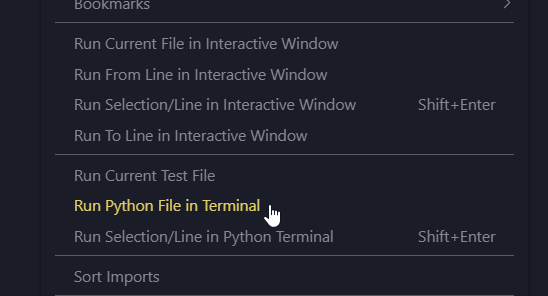 Bookmarks
Run Current File in Interactive Window
Run From Line in Interactive Window
Run Selection/Line in Interactive Window Shift+Enter
Run To Line in Interactive Window
Run Current Test File
Run Python File in Terminal
Run Selection/Line in Python Terminal Shift+Enter
Sort Imports